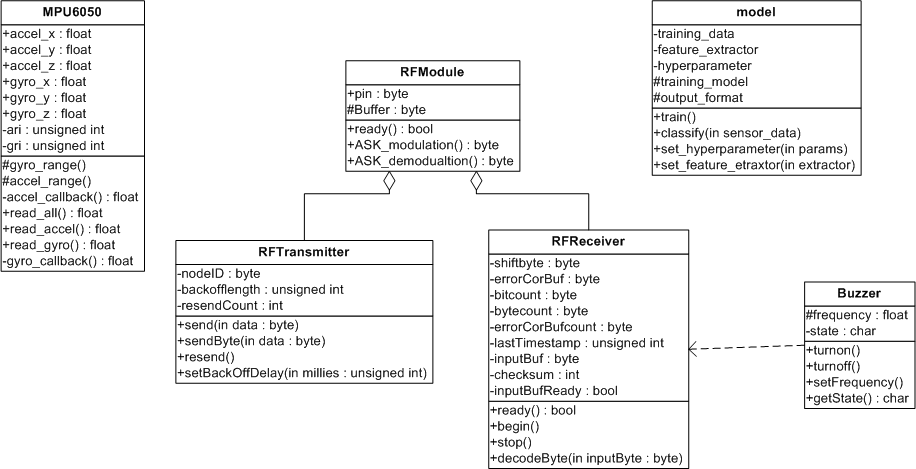 MPU6050
+accel_x : float
+accel_y : float
+accel_z : float
+gyro_x : float
+gyro_y : float
+gyro_z : float
-ari : unsigned int
-gri : unsigned int
#gyro_range()
#accel_range()
-accel_callback() : float
+read_all() : float
+read_accel() : float
+read_gyro() : float
-gyro_callback() : float
RFModule
+pin : byte
#Buffer : byte
+ready() : bool
+ASK_modulation() : byte
+ASK_demodualtion() : byte
model
-training_data
-feature_extractor
-hyperparameter
#training_model
#output_format
+train()
+classify(in sensor_data)
+set_hyperparameter(in params)
+set_feature_etraxtor(in extractor)
RFTransmitter
-nodeID : byte
-backofflength : unsigned int
-resendCount : int
+send(in data : byte)
+sendByte(in data : byte)
+resend()
+setBackOffDelay(in millies : unsigned int)
RFReceiver
-shiftbyte : byte
-errorCorBuf : byte
-bitcount : byte
-bytecount : byte
-errorCorBufcount : byte
-lastTimestamp : unsigned int
-inputBuf : byte
-checksum : int
-inputBufReady : bool
+ready() : bool
+begin()
+stop()
+decodeByte(in inputByte : byte)
Buzzer
#frequency : float
-state : char
+turnon()
+turnoff()
+setFrequency()
+getState() : char